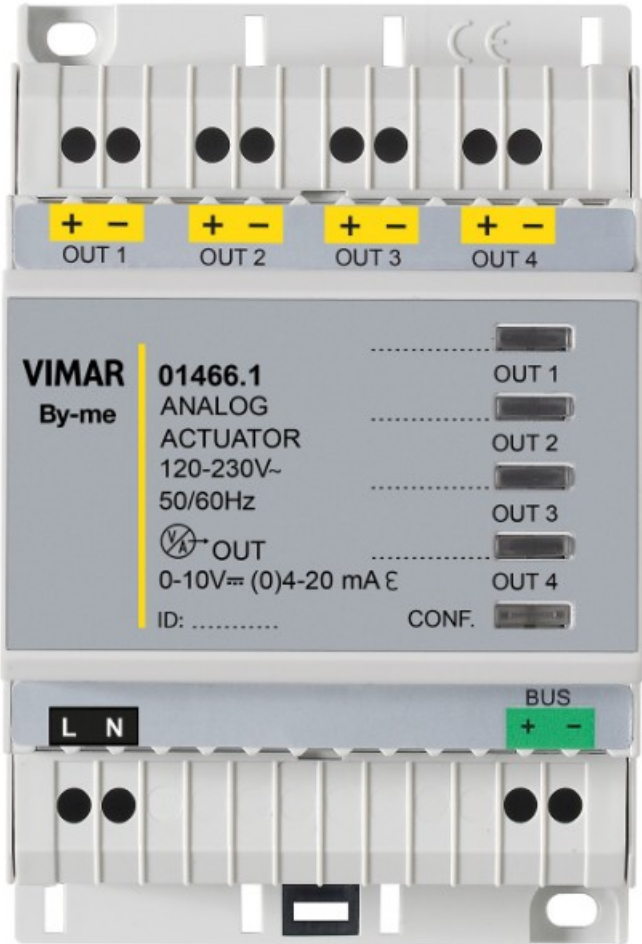 CE
+ − + − + − + −
OUT 1 OUT 2 OUT 3 OUT 4
VIMAR
By-me
01466.1
ANALOG
ACTUATOR
120-230V~
50/60Hz
V/A OUT
0-10V⎓ (0)4-20 mA Ɛ
ID: ...........
.................. OUT 1
.................. OUT 2
.................. OUT 3
.................. OUT 4
CONF.
L N
BUS
+ −